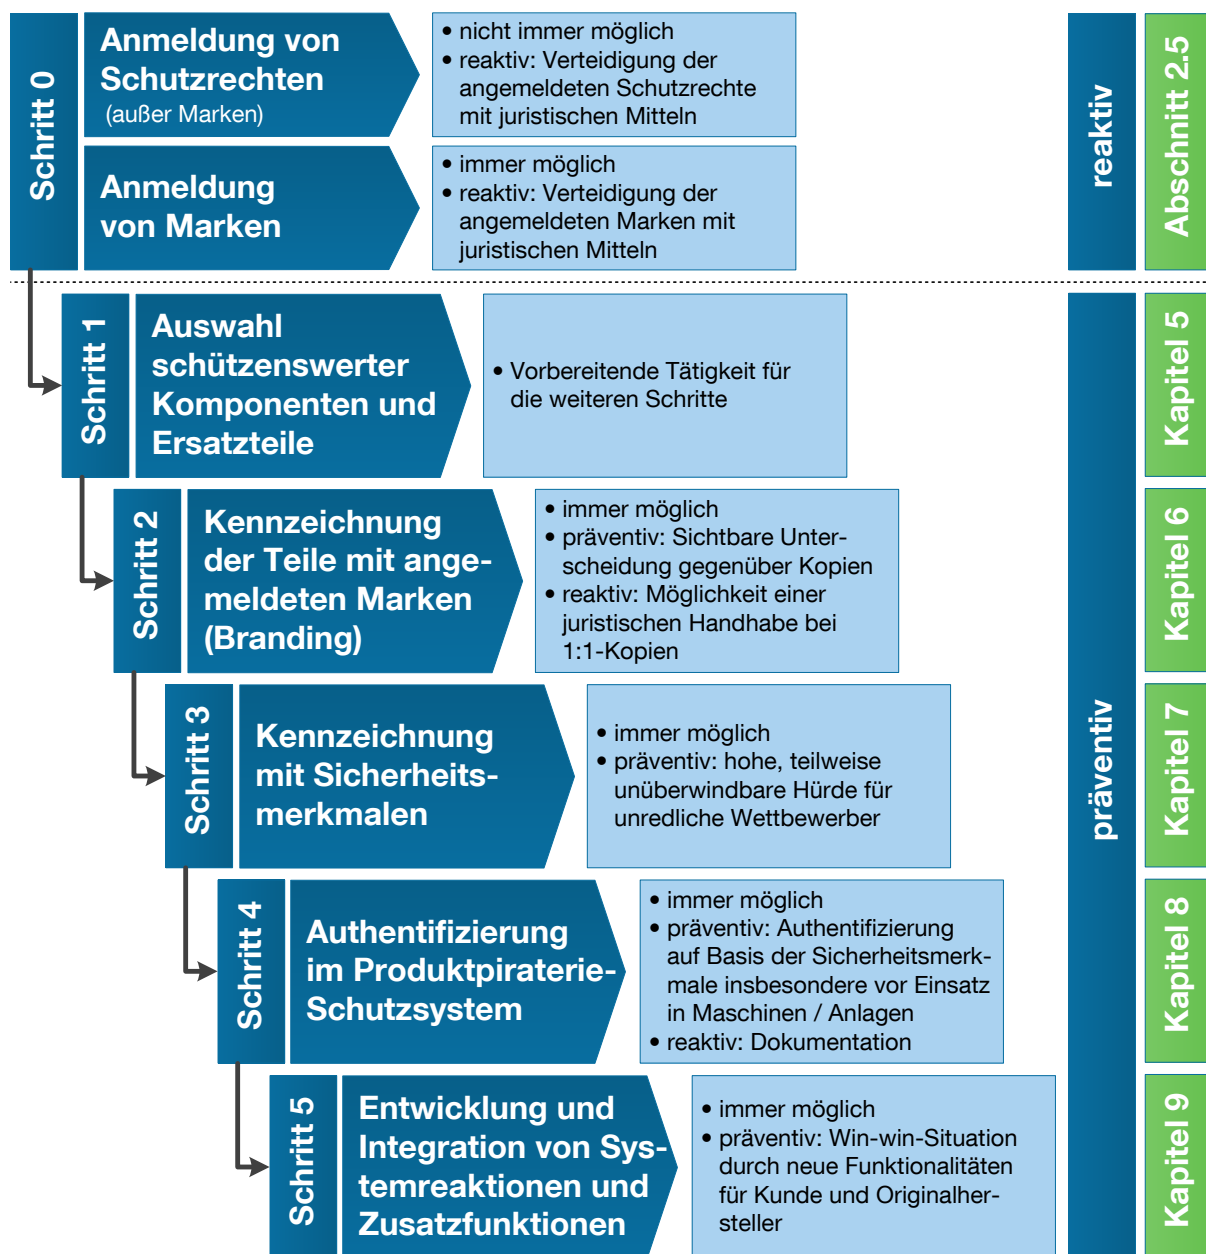 Schritt 0
Anmeldung von
Schutzrechten
(außer Marken)
• nicht immer möglich
• reaktiv: Verteidigung der
angemeldeten Schutzrechte
mit juristischen Mitteln
Anmeldung
von Marken
• immer möglich
• reaktiv: Verteidigung der
angemeldeten Marken mit
juristischen Mitteln
reaktiv
Abschnitt 2.5
Schritt 1
Auswahl
schützenswerter
Komponenten und
Ersatzteile
• Vorbereitende Tätigkeit für
die weiteren Schritte
Kapitel 5
Schritt 2
Kennzeichnung
der Teile mit ange-
meldeten Marken
(Branding)
• immer möglich
• präventiv: Sichtbare Unter-
scheidung gegenüber Kopien
• reaktiv: Möglichkeit einer
juristischen Handhabe bei
1:1-Kopien
Kapitel 6
Schritt 3
Kennzeichnung
mit Sicherheits-
merkmalen
• immer möglich
• präventiv: hohe, teilweise
unüberwindbare Hürde für
unredliche Wettbewerber
präventiv
Kapitel 7
Schritt 4
Authentifizierung
im Produktpiraterie-
Schutzsystem
• immer möglich
• präventiv: Authentifizierung
auf Basis der Sicherheitsmerk-
male insbesondere vor Einsatz
in Maschinen / Anlagen
• reaktiv: Dokumentation
Kapitel 8
Schritt 5
Entwicklung und
Integration von Sys-
temreaktionen und
Zusatzfunktionen
• immer möglich
• präventiv: Win-win-Situation
durch neue Funktionalitäten
für Kunde und Originalher-
steller
Kapitel 9